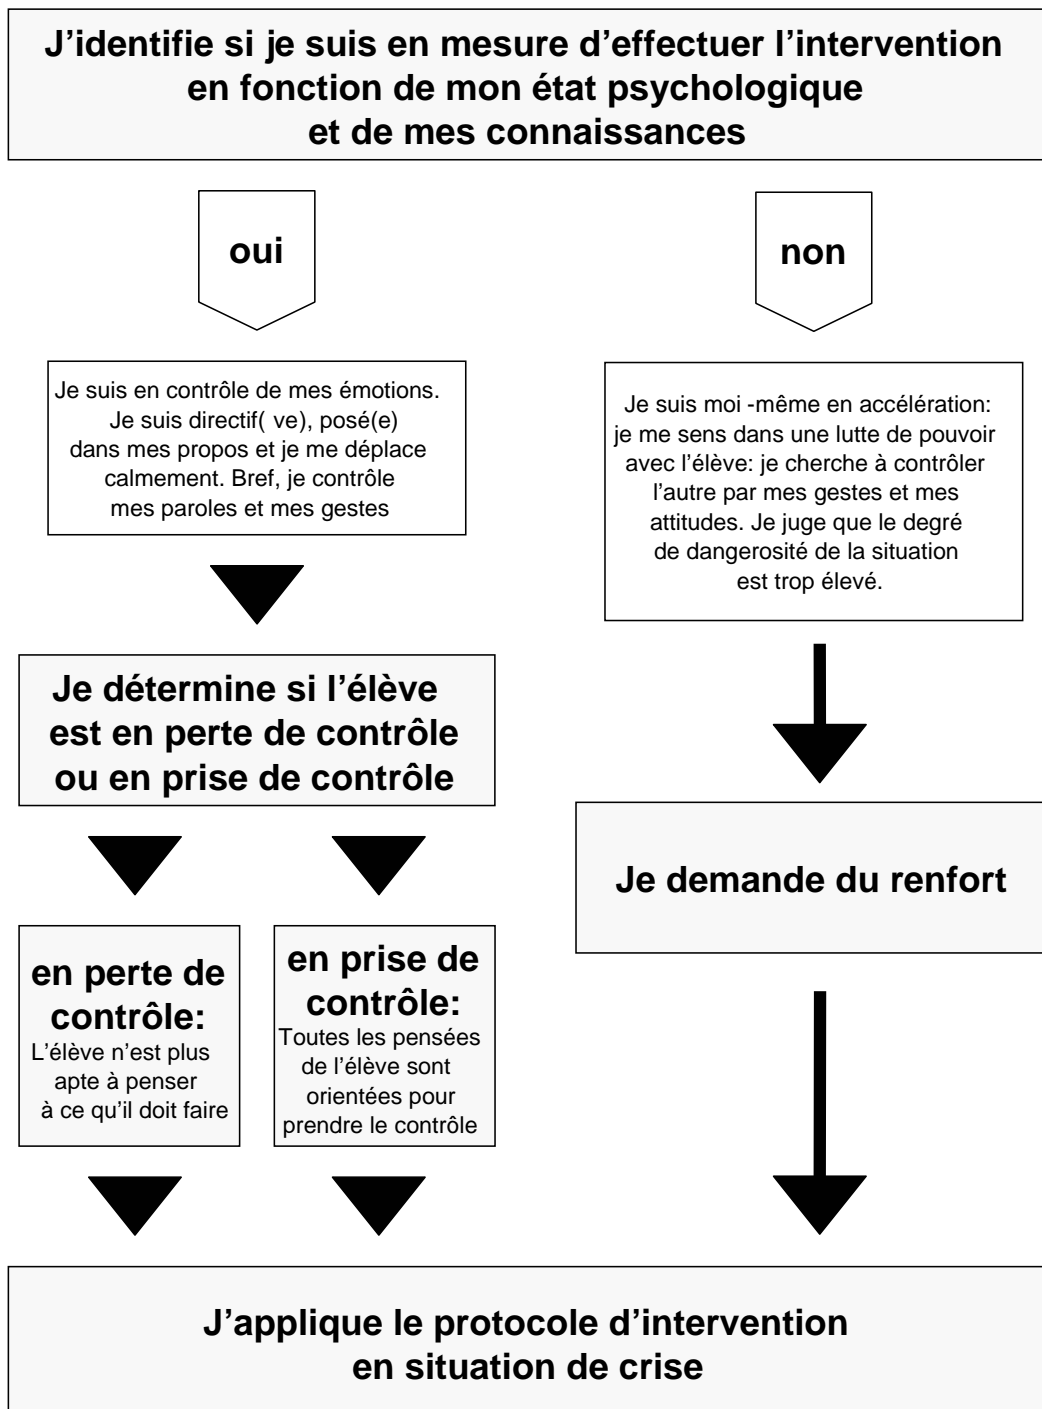 J’identifie si je suis en mesure d’effectuer l’intervention
en fonction de mon état psychologique
et de mes connaissances
oui
non
Je suis en contrôle de mes émotions.
Je suis directif( ve), posé(e)
dans mes propos et je me déplace
calmement. Bref, je contrôle
mes paroles et mes gestes
Je suis moi -même en accélération:
je me sens dans une lutte de pouvoir
avec l’élève: je cherche à contrôler
l’autre par mes gestes et mes
attitudes. Je juge que le degré
de dangerosité de la situation
est trop élevé.
Je détermine si l’élève
est en perte de contrôle
ou en prise de contrôle
Je demande du renfort
en perte de
contrôle:
L’élève n’est plus
apte à penser
à ce qu’il doit faire
en prise de
contrôle:
Toutes les pensées
de l’élève sont
orientées pour
prendre le contrôle
J’applique le protocole d’intervention
en situation de crise